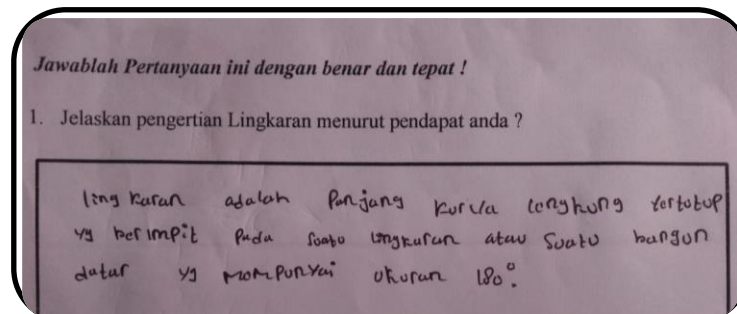 Jawablah Pertanyaan ini dengan benar dan tepat !
1. Jelaskan pengertian Lingkaran menurut pendapat anda ?
lingkaran adalah Panjang kurva lengkung tertutup
yg berimpit pada suatu lingkaran atau suatu bangun
datar yg mempunyai ukuran 180°.